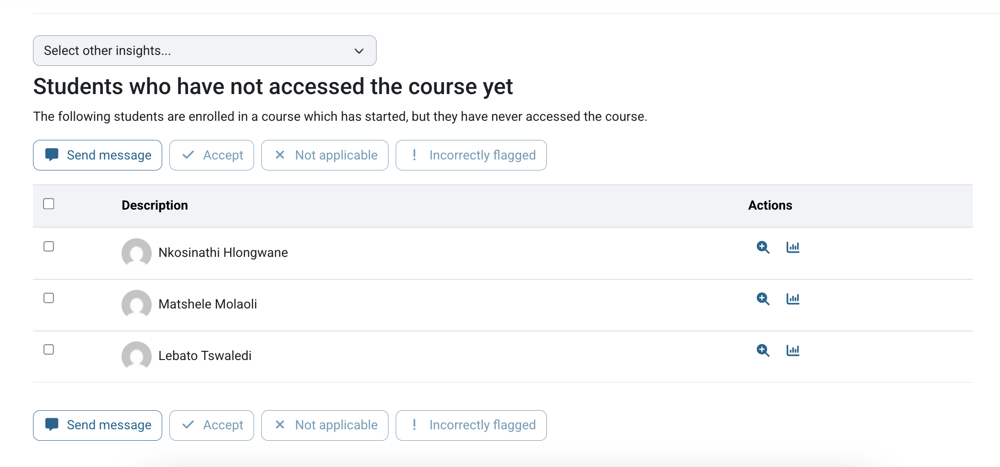 Select other insights...
Students who have not accessed the course yet
The following students are enrolled in a course which has started, but they have never accessed the course.
Send message Accept Not applicable Incorrectly flagged
Description Actions
Nkosinathi Hlongwane
Matshele Molaoli
Lebato Tswaledi
Send message Accept Not applicable Incorrectly flagged